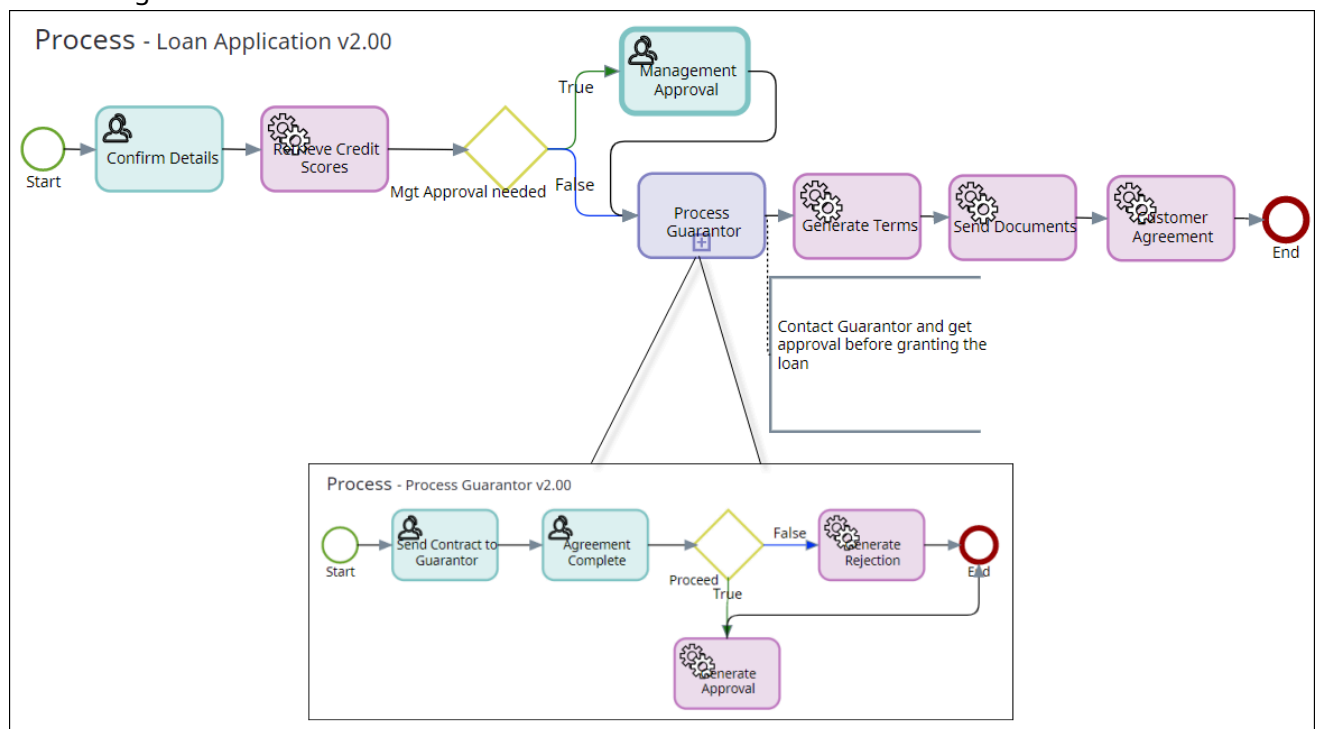 Process - Loan Application v2.00
Management
Approval
True
Start
Confirm Details
Retrieve Credit
Scores
Mgt Approval needed
False
Process
Guarantor
Generate Terms
Send Documents
Customer
Agreement
End
Contact Guarantor and get
approval before granting the
loan
Process - Process Guarantor v2.00
Start
Send Contract to
Guarantor
Agreement
Complete
Proceed
False
True
Generate
Rejection
End
Generate
Approval